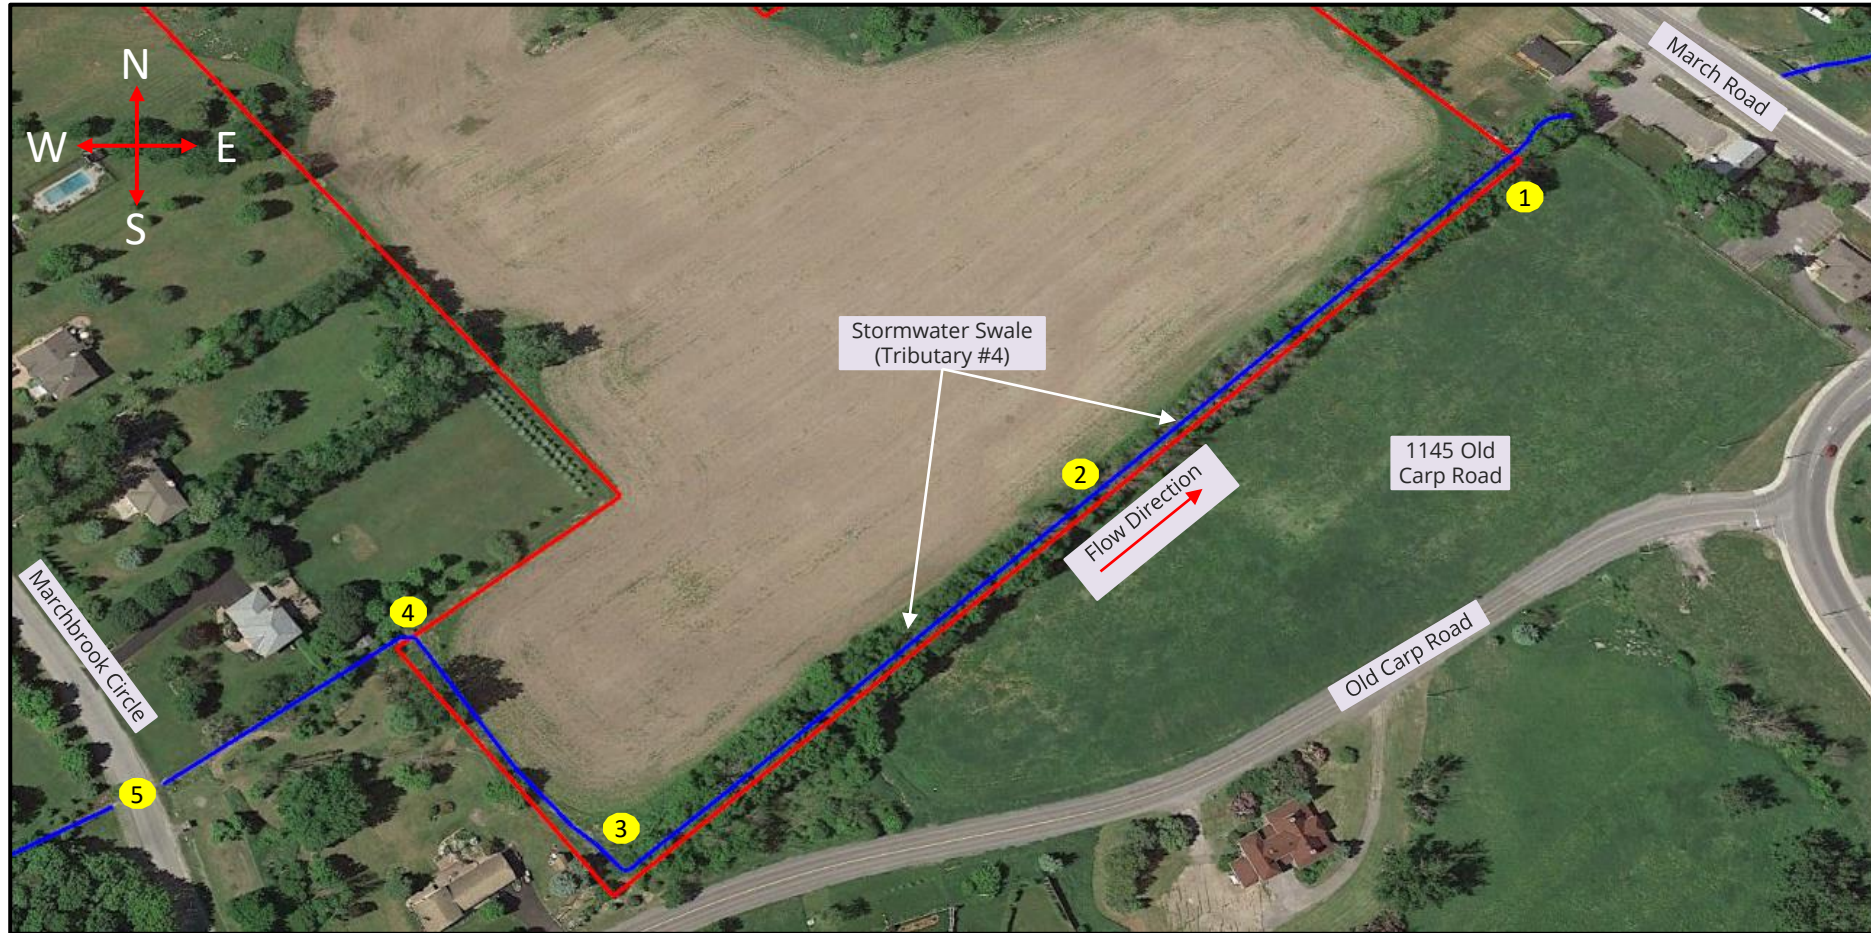 N
W
E
S
March Road
1
Stormwater Swale
(Tributary #4)
2
Flow Direction
1145 Old
Carp Road
Marchbrook Circle
4
Old Carp Road
5
3